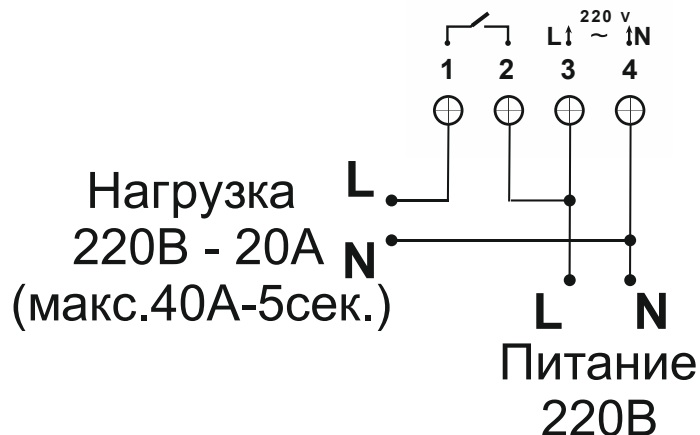 220 V
L ~ N
1 2 3 4
L
Нагрузка
220В - 20А
N
(макс.40А-5сек.)
L N
Питание
220В